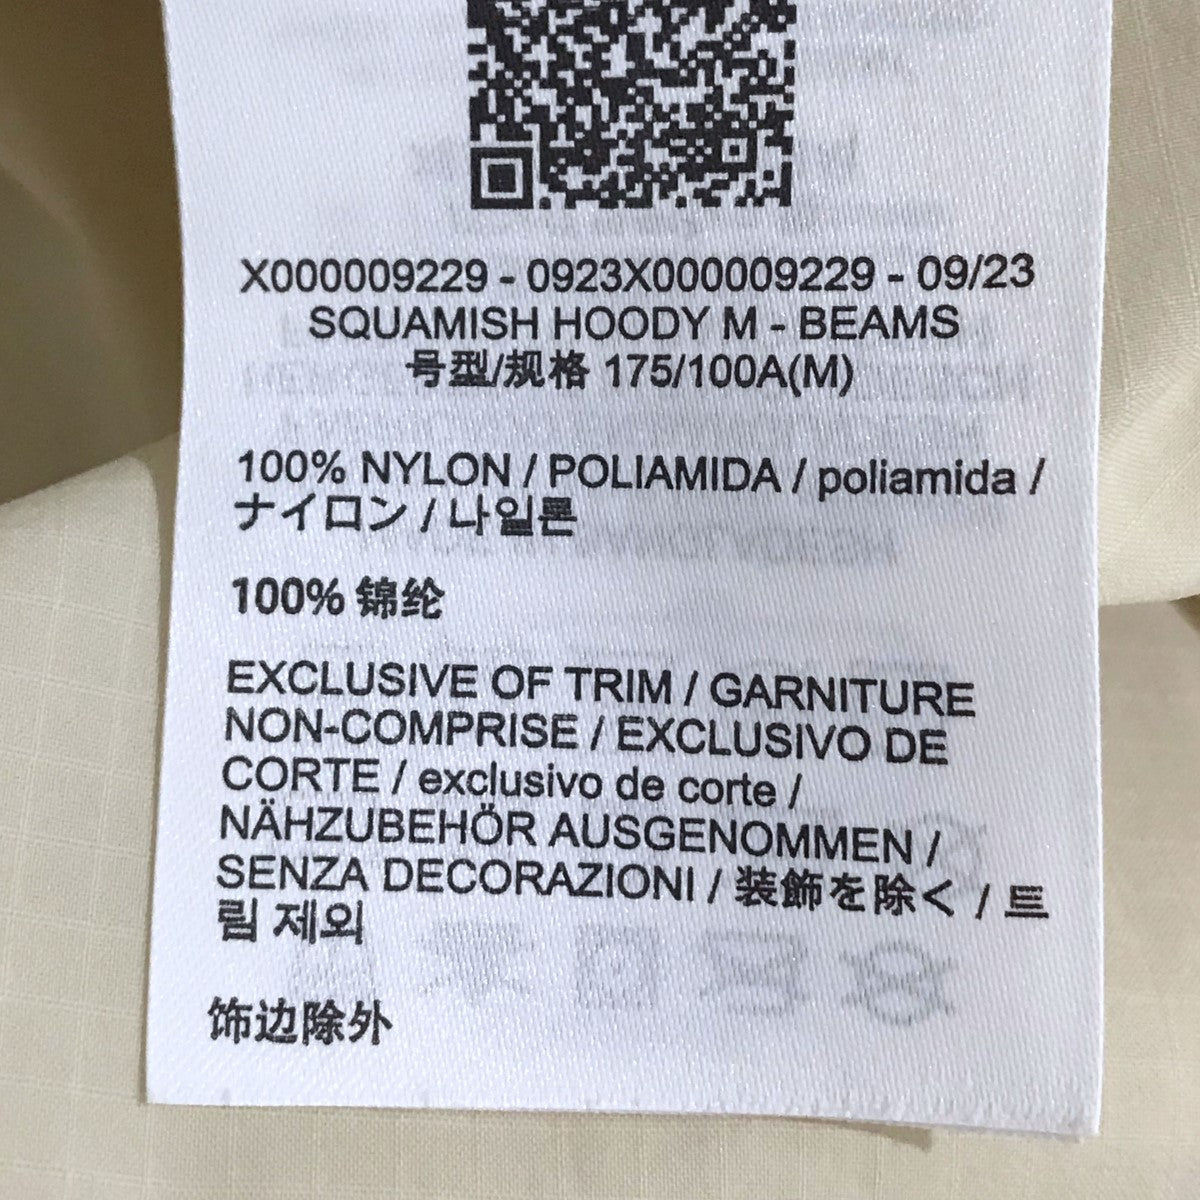 X000009229 - 0923X000009229 - 09/23
SQUAMISH HOODY M - BEAMS
号型/规格 175/100A(M)
100% NYLON / POLIAMIDA / poliamida /
ナイロン / 나일론
100% 锦纶
EXCLUSIVE OF TRIM / GARNITURE
NON-COMPRISE / EXCLUSIVO DE
CORTE / exclusivo de corte /
NÄHZUBEHÖR AUSGENOMMEN /
SENZA DECORAZIONI / 装飾を除く / 트
림 제외
饰边除外